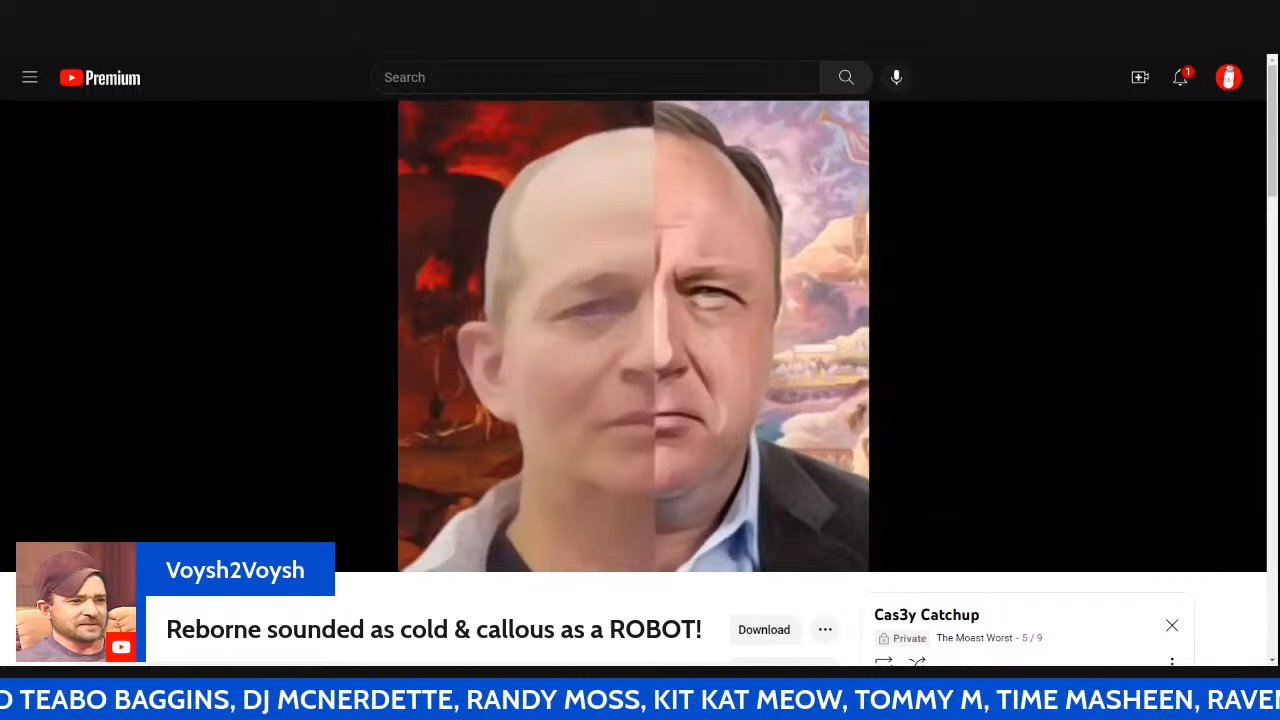 Premium
Search
1
Voysh2Voysh
Reborne sounded as cold & callous as a ROBOT!
Download
Cas3y Catchup
Private The Moast Worst - 5 / 9
D TEABO BAGGINS, DJ MCNERDETTE, RANDY MOSS, KIT KAT MEOW, TOMMY M, TIME MASHEEN, RAVEN